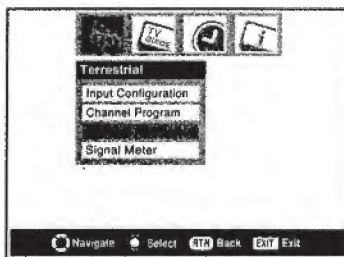 TV
GUIDE
i
Terrestrial
Input Configuration
Channel Program
Signal Meter
Navigate Select RTN Back EXIT Exit